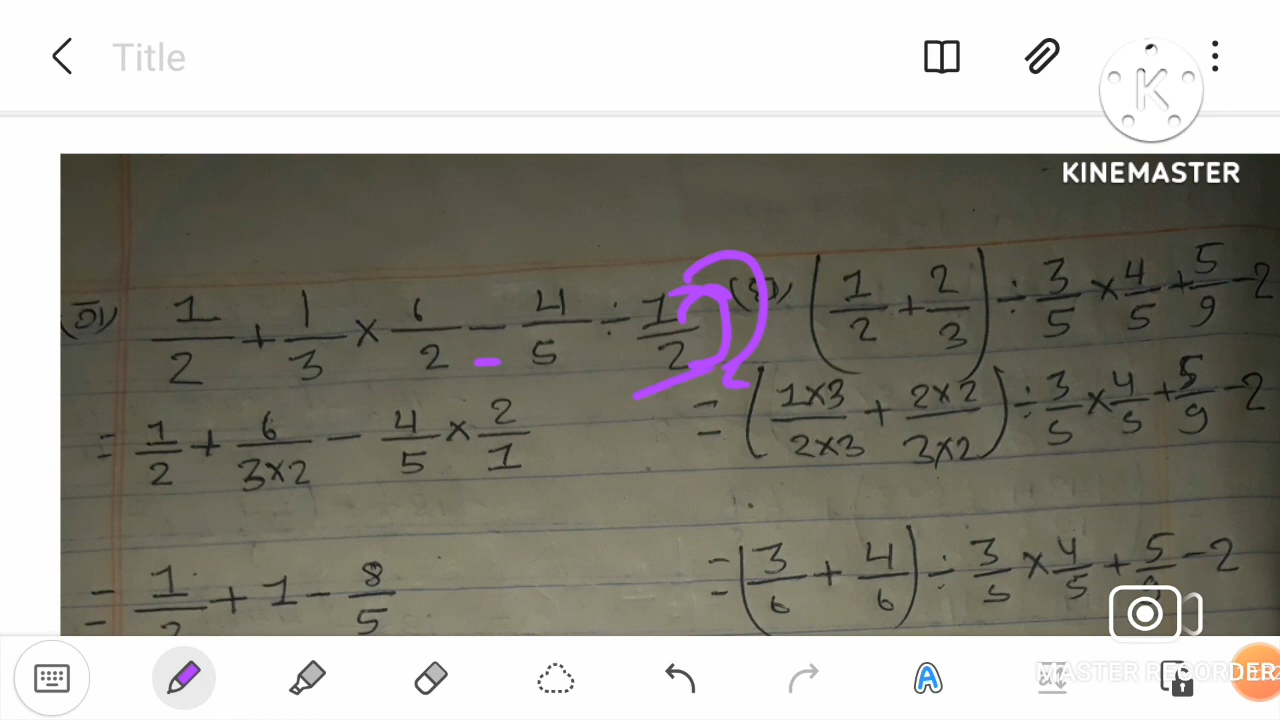 Title
KINEMASTER
1/2 + 1/3 × 6/2 - 4/5 ÷ 1/2
= 1/2 + 6/(3×2) - 4/5 × 2/1
= 1/2 + 1 - 8/5
(1/2 + 2/3) ÷ 3/5 × 4/5 + 5/9 - 2
= ((1×3)/(2×3) + (2×2)/(3×2)) ÷ 3/5 × 4/5 + 5/9 - 2
= (3/6 + 4/6) ÷ 3/5 × 4/5 + 5/9 - 2
MASTER RECORDER